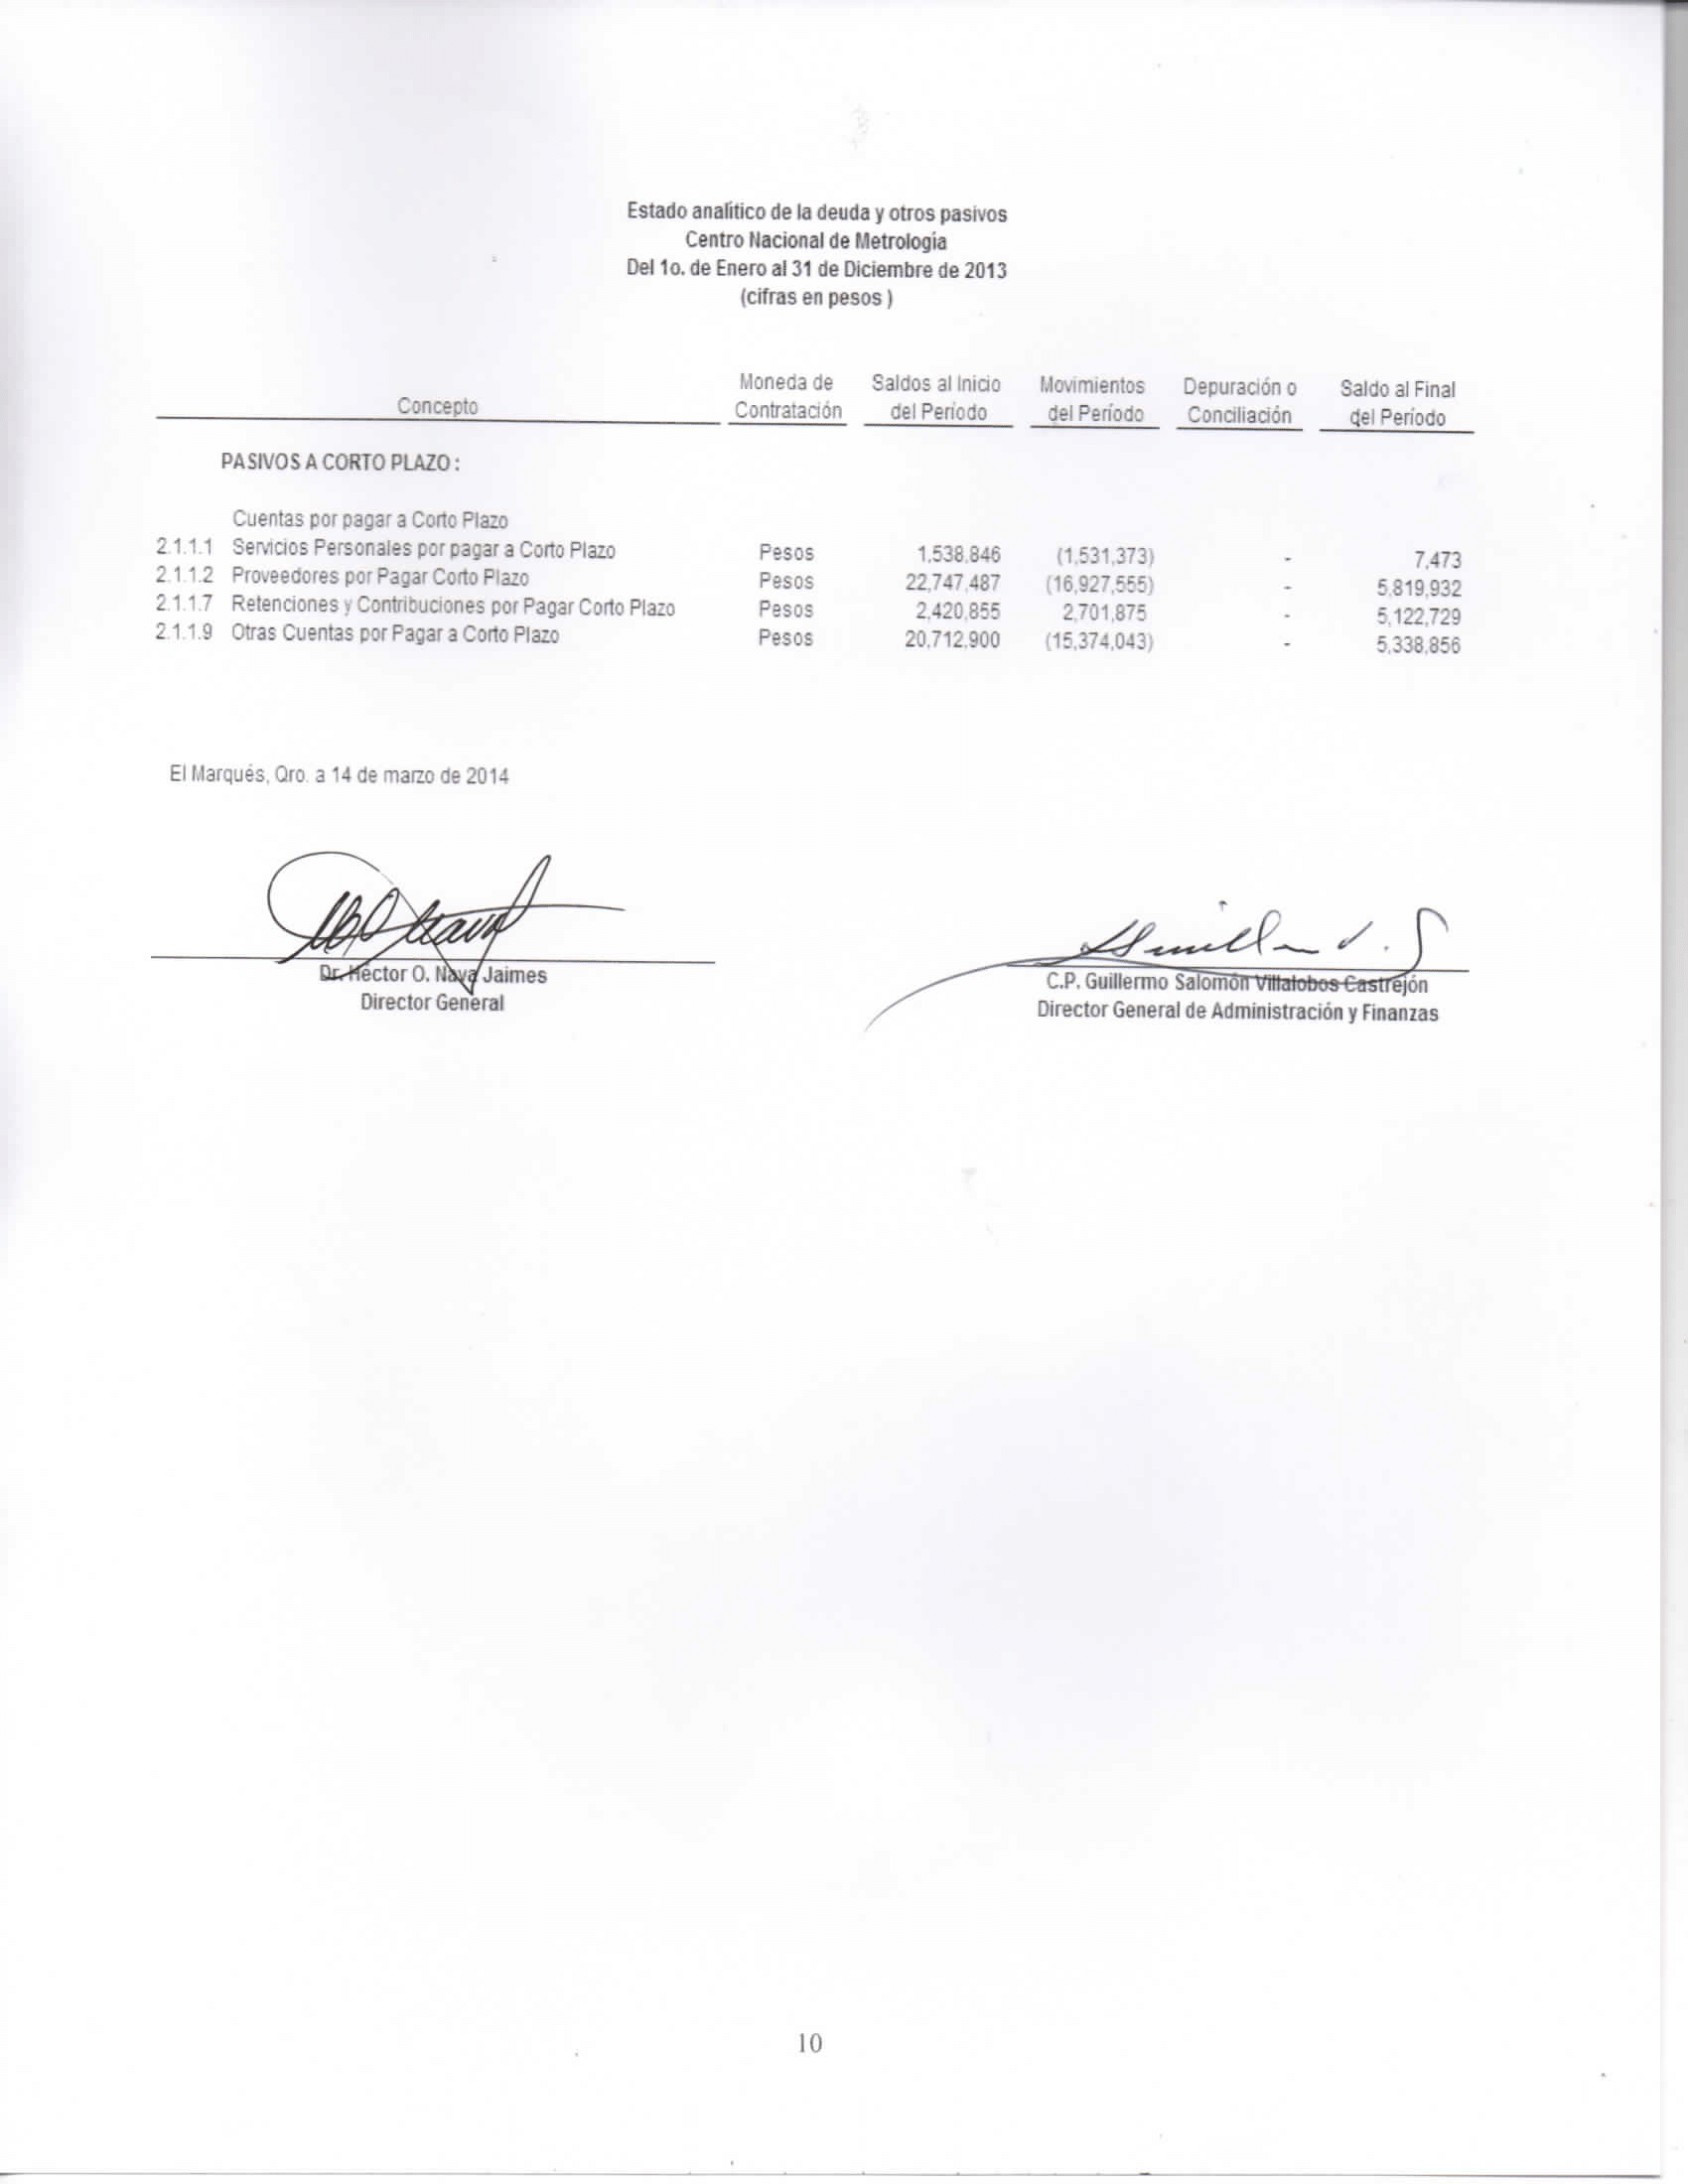 Estado analítico de la deuda y otros pasivos
Centro Nacional de Metrología
Del 1o. de Enero al 31 de Diciembre de 2013
(cifras en pesos )
Concepto Moneda de Contratación Saldos al Inicio del Período Movimientos del Período Depuración o Conciliación Saldo al Final del Período
PASIVOS A CORTO PLAZO :
Cuentas por pagar a Corto Plazo
2.1.1.1 Servicios Personales por pagar a Corto Plazo Pesos 1,538,846 (1,531,373) - 7,473
2.1.1.2 Proveedores por Pagar Corto Plazo Pesos 22,747,487 (16,927,555) - 5,819,932
2.1.1.7 Retenciones y Contribuciones por Pagar Corto Plazo Pesos 2,420,855 2,701,875 - 5,122,729
2.1.1.9 Otras Cuentas por Pagar a Corto Plazo Pesos 20,712,900 (15,374,043) - 5,338,856
El Marqués, Qro. a 14 de marzo de 2014
Dr. Héctor O. Nava Jaimes
Director General
C.P. Guillermo Salomón Villalobos Castrejón
Director General de Administración y Finanzas
10